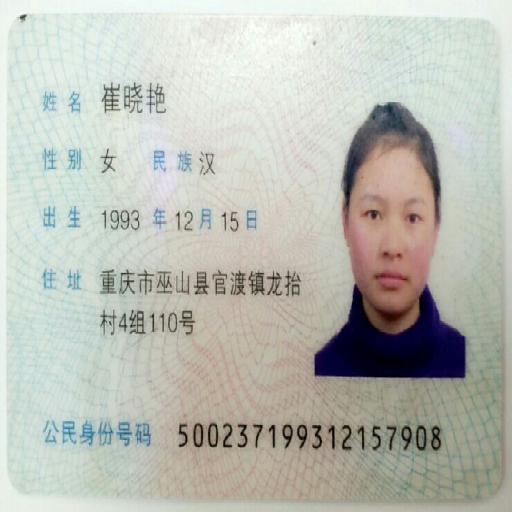 姓名 崔晓艳
性别 女 民族 汉
出生 1993 年 12 月 15 日
住址 重庆市巫山县官渡镇龙抬
村4组110号
公民身份号码 500237199312157908